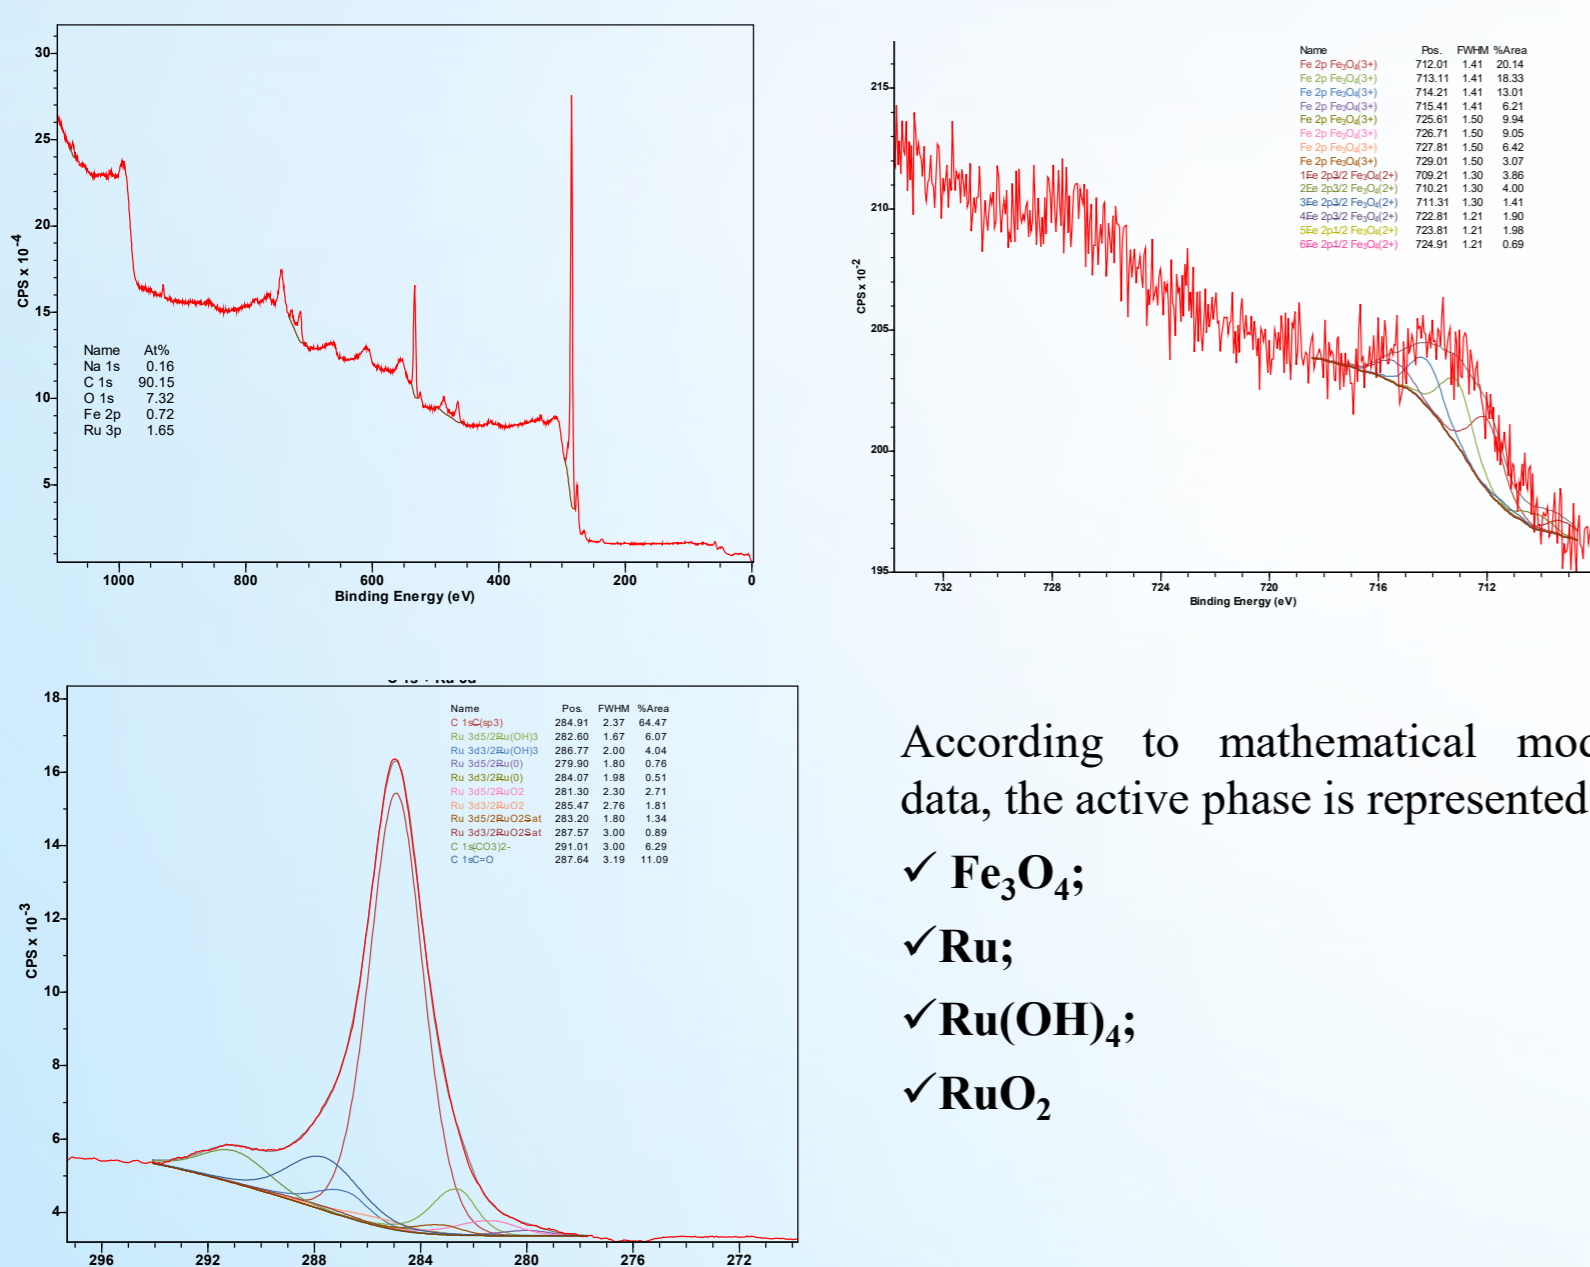 30
25
20
15
10
5
CPS x 10⁻⁴
Name At%
Na 1s 0.16
C 1s 90.15
O 1s 7.32
Fe 2p 0.72
Ru 3p 1.65
1000 800 600 400 200 0
Binding Energy (eV)
215
210
205
200
195
CPS x 10⁻²
Name Pos. FWHM %Area
Fe 2p Fe₃O₄(3+) 712.01 1.41 20.14
Fe 2p Fe₃O₄(3+) 713.11 1.41 18.33
Fe 2p Fe₃O₄(3+) 714.21 1.41 13.01
Fe 2p Fe₃O₄(3+) 715.41 1.41 6.21
Fe 2p Fe₃O₄(3+) 725.61 1.50 9.94
Fe 2p Fe₃O₄(3+) 726.71 1.50 9.05
Fe 2p Fe₃O₄(3+) 727.81 1.50 6.42
Fe 2p Fe₃O₄(3+) 729.01 1.50 3.07
1Fe 2p3/2 Fe₃O₄(2+) 709.21 1.30 3.86
2Fe 2p3/2 Fe₃O₄(2+) 710.21 1.30 4.00
3Fe 2p3/2 Fe₃O₄(2+) 711.31 1.30 1.41
4Fe 2p3/2 Fe₃O₄(2+) 722.81 1.21 1.90
5Fe 2p1/2 Fe₃O₄(2+) 723.81 1.21 1.98
6Fe 2p1/2 Fe₃O₄(2+) 724.91 1.21 0.69
732 728 724 720 716 712
Binding Energy (eV)
18
16
14
12
10
8
6
4
CPS x 10⁻³
Name Pos. FWHM %Area
C 1sC(sp3) 284.91 2.37 64.47
Ru 3d5/2Ru(OH)3 282.60 1.67 6.07
Ru 3d3/2Ru(OH)3 286.77 2.00 4.04
Ru 3d5/2Ru(0) 279.90 1.80 0.76
Ru 3d3/2Ru(0) 284.07 1.98 0.51
Ru 3d5/2RuO2 281.30 2.30 2.71
Ru 3d3/2RuO2 285.47 2.76 1.81
Ru 3d5/2RuO2Sat 283.20 1.80 1.34
Ru 3d3/2RuO2Sat 287.57 3.00 0.89
C 1s(CO3)2- 291.01 3.00 6.29
C 1sC=O 287.64 3.19 11.09
296 292 288 284 280 276 272
According to mathematical mod
data, the active phase is represented
✓ Fe₃O₄;
✓Ru;
✓Ru(OH)₄;
✓RuO₂